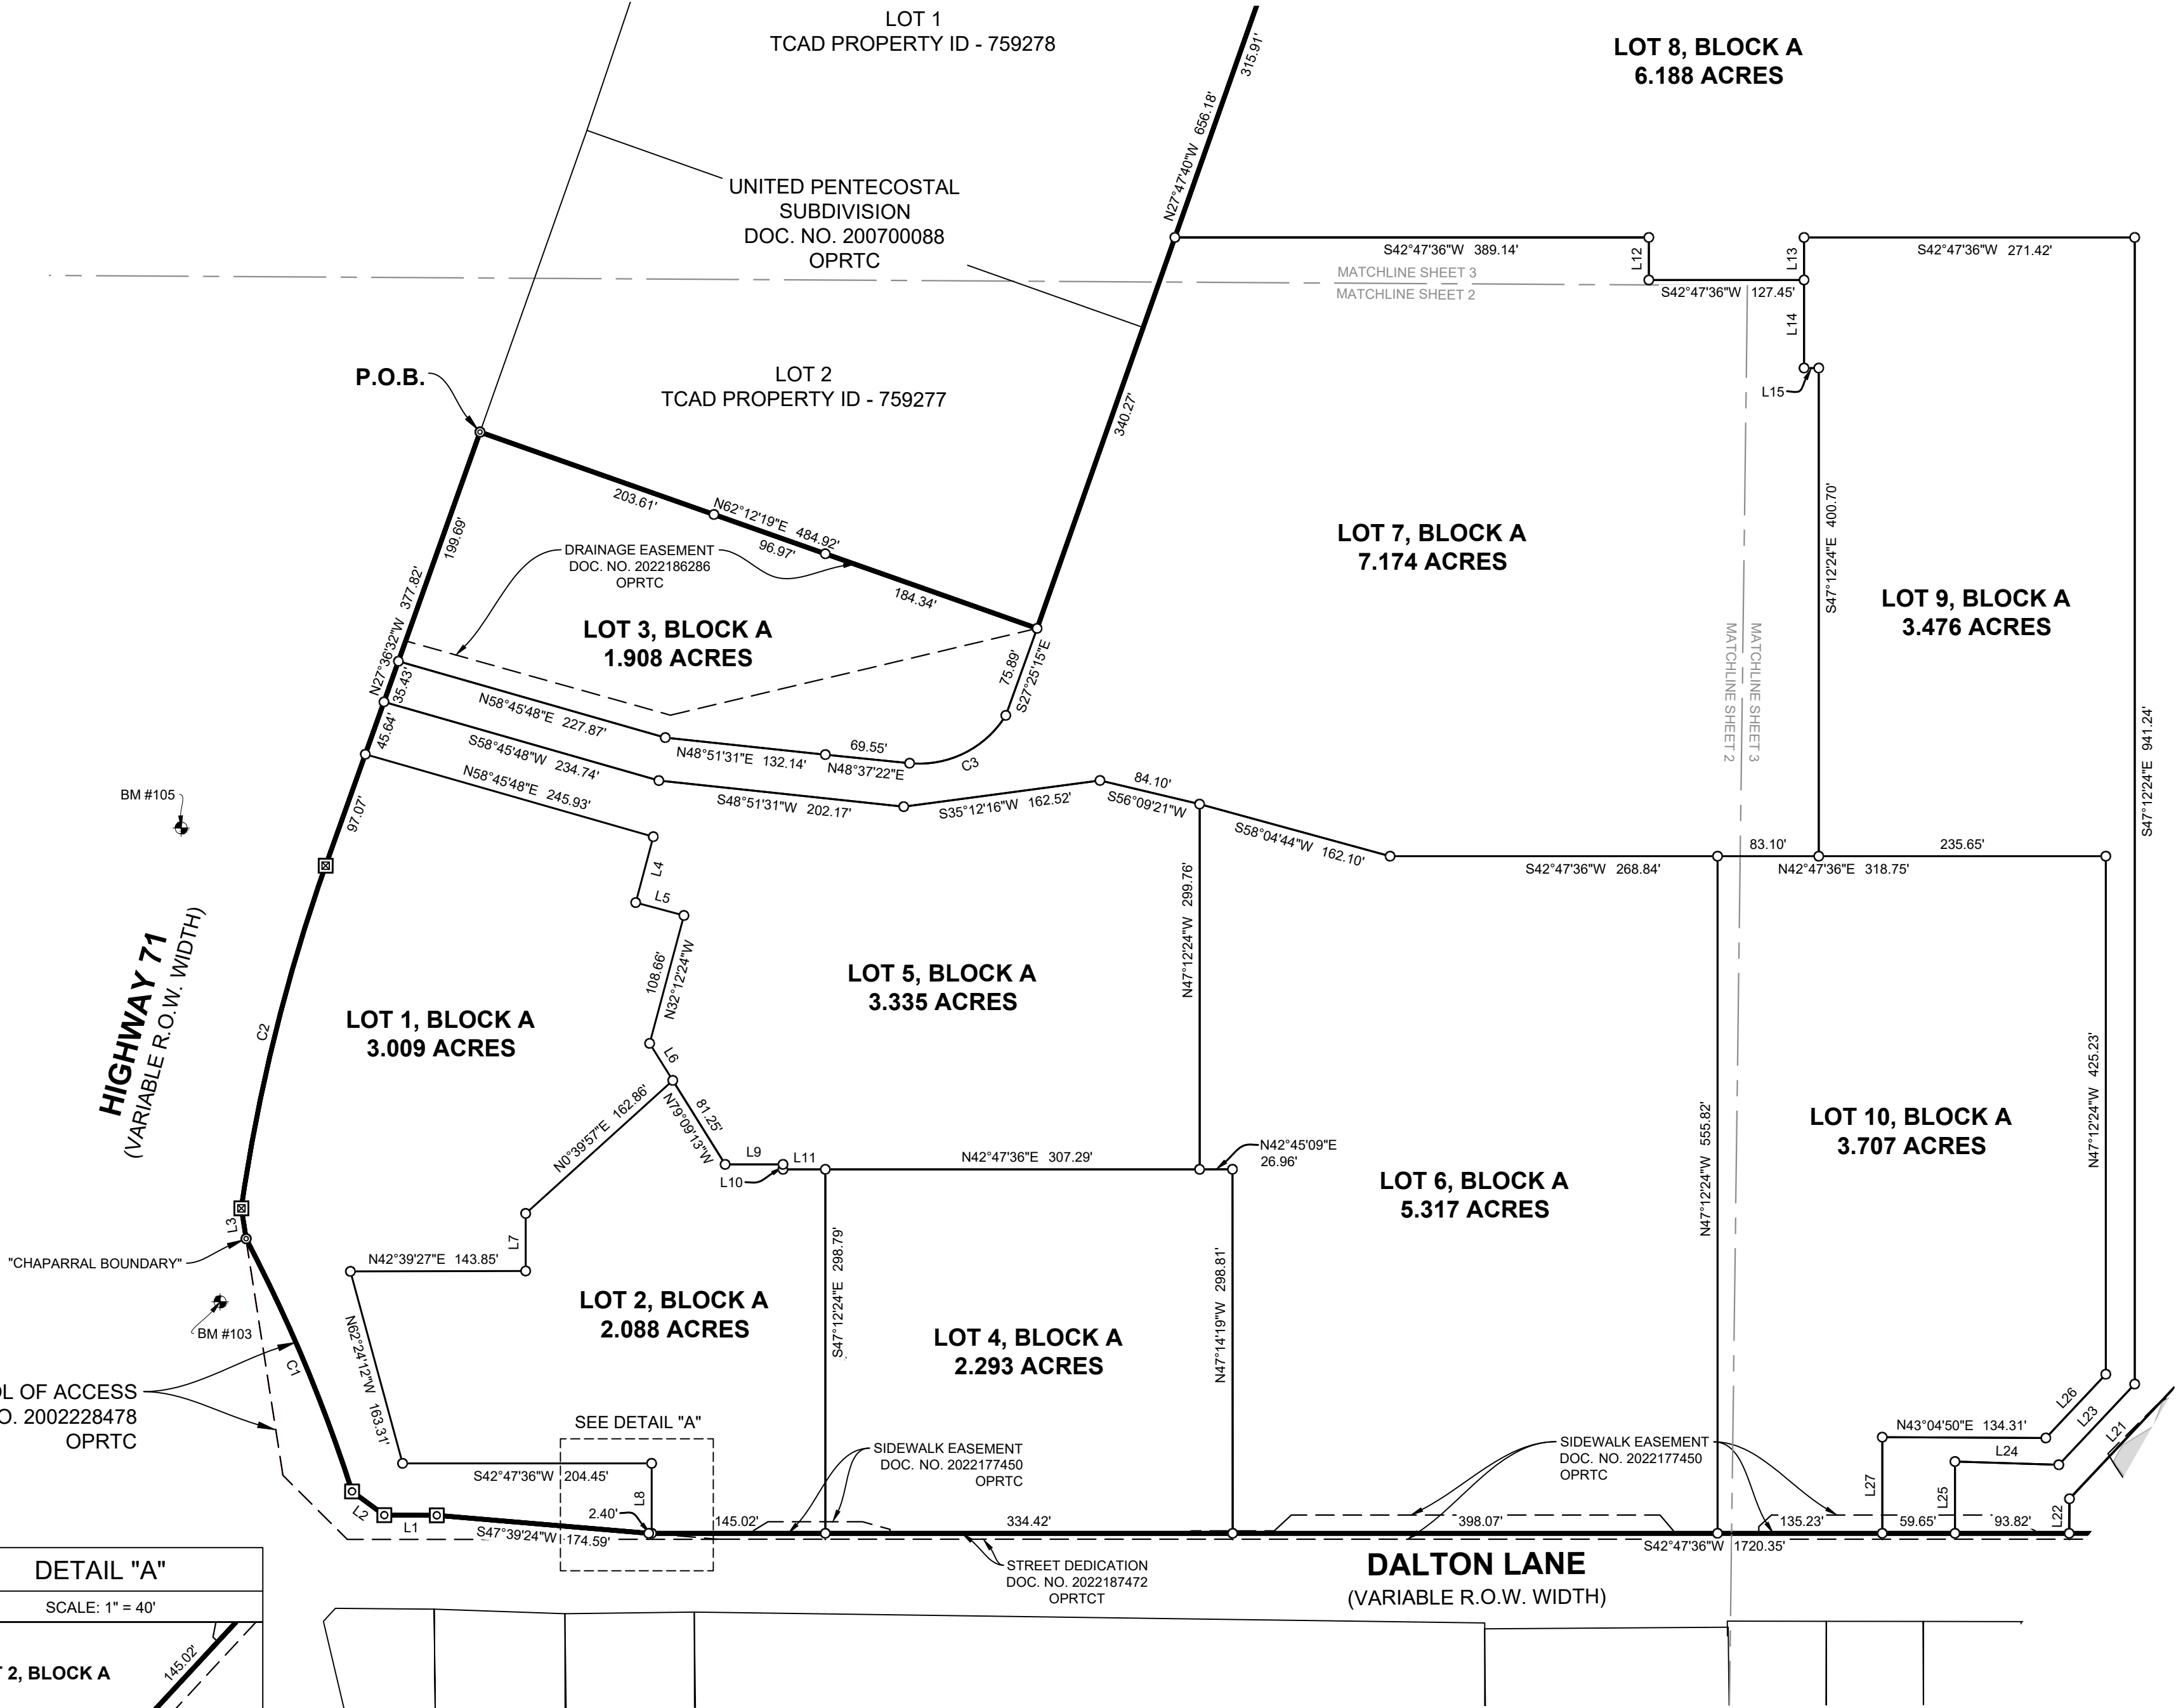 LOT 1
TCAD PROPERTY ID - 759278
LOT 8, BLOCK A
6.188 ACRES
315.91'
N27°47'40"W 656.18'
UNITED PENTECOSTAL
SUBDIVISION
DOC. NO. 200700088
OPRTC
S42°47'36"W 389.14'
L12
L13
S42°47'36"W 271.42'
MATCHLINE SHEET 3
MATCHLINE SHEET 2
S42°47'36"W 127.45'
L14
L15
P.O.B.
LOT 2
TCAD PROPERTY ID - 759277
340.27'
203.61'
N62°12'19"E 484.92'
96.97'
184.34'
199.69'
N27°36'32"W 377.82'
DRAINAGE EASEMENT
DOC. NO. 2022186286
OPRTC
LOT 3, BLOCK A
1.908 ACRES
LOT 7, BLOCK A
7.174 ACRES
S47°12'24"E 400.70'
LOT 9, BLOCK A
3.476 ACRES
MATCHLINE SHEET 2
MATCHLINE SHEET 3
S47°12'24"E 941.24'
75.89'
S27°25'15"E
35.43'
45.64'
N58°45'48"E 227.87'
N48°51'31"E 132.14'
69.55'
N48°37'22"E
C3
S58°45'48"W 234.74'
N58°45'48"E 245.93'
S48°51'31"W 202.17'
S35°12'16"W 162.52'
84.10'
S56°09'21"W
S58°04'44"W 162.10'
S42°47'36"W 268.84'
83.10'
N42°47'36"E 318.75'
235.65'
BM #105
97.07'
L4
L5
108.66'
N32°12'24"W
N47°12'24"W 299.76'
HIGHWAY 71
(VARIABLE R.O.W. WIDTH)
C2
LOT 1, BLOCK A
3.009 ACRES
LOT 5, BLOCK A
3.335 ACRES
L6
81.25'
N79°09'13"W
N0°39'57"E 162.86'
L9
L11
L10
N42°47'36"E 307.29'
N42°45'09"E
26.96'
LOT 6, BLOCK A
5.317 ACRES
N47°12'24"W 555.82'
LOT 10, BLOCK A
3.707 ACRES
N47°12'24"W 425.23'
L3
"CHAPARRAL BOUNDARY"
N42°39'27"E 143.85'
L7
BM #103
LOT 2, BLOCK A
2.088 ACRES
S47°12'24"E 298.79'
LOT 4, BLOCK A
2.293 ACRES
N47°14'19"W 298.81'
C1
N62°24'12"W 163.31'
OL OF ACCESS
O. 2002228478
OPRTC
SEE DETAIL "A"
S42°47'36"W 204.45'
L8
2.40'
L2
L1
S47°39'24"W 174.59'
145.02'
SIDEWALK EASEMENT
DOC. NO. 2022177450
OPRTC
334.42'
SIDEWALK EASEMENT
DOC. NO. 2022177450
OPRTC
398.07'
135.23'
59.65'
93.82'
N43°04'50"E 134.31'
L26
L23
L21
L24
L27
L25
L22
S42°47'36"W 1720.35'
STREET DEDICATION
DOC. NO. 2022187472
OPRTCT
DALTON LANE
(VARIABLE R.O.W. WIDTH)
DETAIL "A"
SCALE: 1" = 40'
145.02'
2, BLOCK A